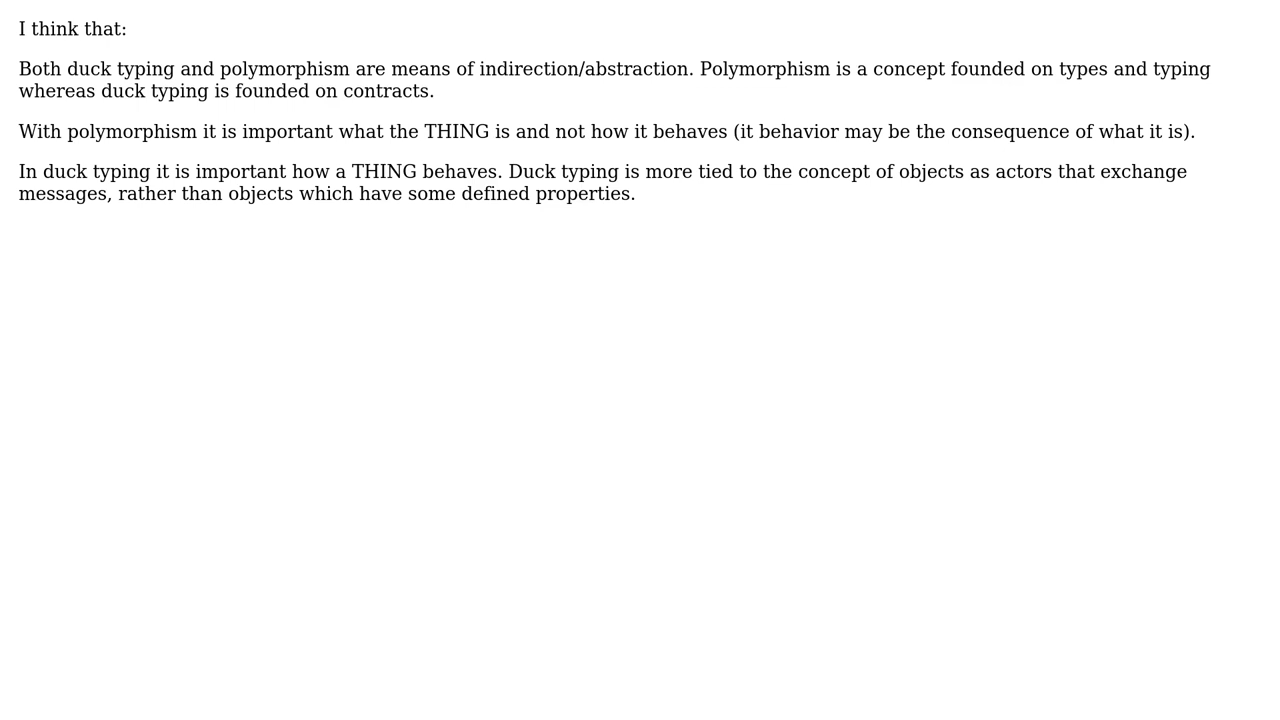 I think that:
Both duck typing and polymorphism are means of indirection/abstraction. Polymorphism is a concept founded on types and typing
whereas duck typing is founded on contracts.
With polymorphism it is important what the THING is and not how it behaves (it behavior may be the consequence of what it is).
In duck typing it is important how a THING behaves. Duck typing is more tied to the concept of objects as actors that exchange
messages, rather than objects which have some defined properties.